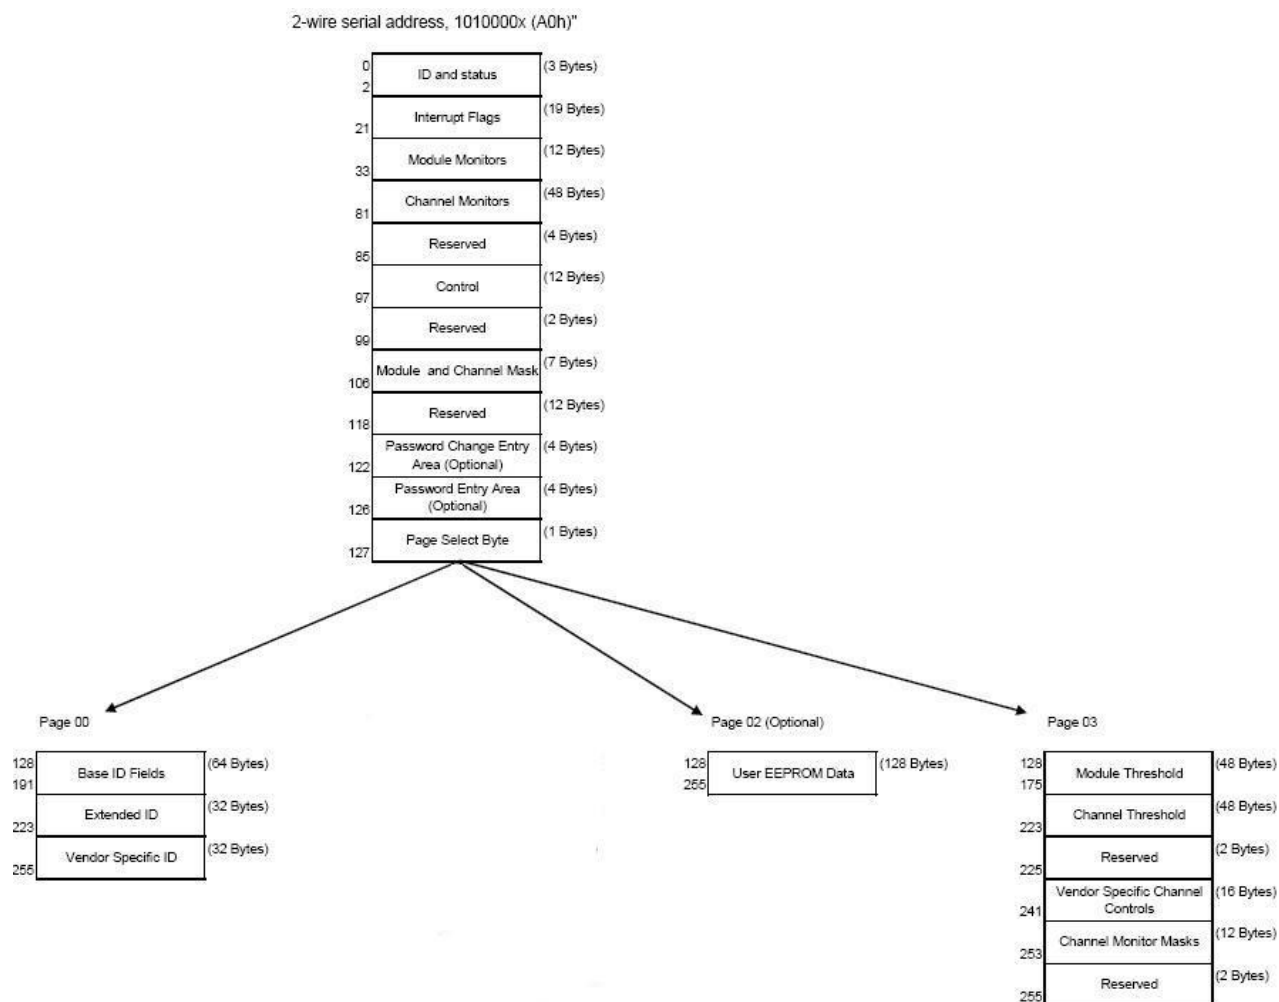 2-wire serial address, 1010000x (A0h)"
0
2
ID and status
(3 Bytes)
21
Interrupt Flags
(19 Bytes)
33
Module Monitors
(12 Bytes)
81
Channel Monitors
(48 Bytes)
85
Reserved
(4 Bytes)
97
Control
(12 Bytes)
99
Reserved
(2 Bytes)
106
Module and Channel Mask
(7 Bytes)
118
Reserved
(12 Bytes)
122
Password Change Entry
Area (Optional)
(4 Bytes)
126
Password Entry Area
(Optional)
(4 Bytes)
127
Page Select Byte
(1 Bytes)
Page 00
128
191
Base ID Fields
(64 Bytes)
223
Extended ID
(32 Bytes)
255
Vendor Specific ID
(32 Bytes)
Page 02 (Optional)
128
255
User EEPROM Data
(128 Bytes)
Page 03
128
175
Module Threshold
(48 Bytes)
223
Channel Threshold
(48 Bytes)
225
Reserved
(2 Bytes)
241
Vendor Specific Channel
Controls
(16 Bytes)
253
Channel Monitor Masks
(12 Bytes)
255
Reserved
(2 Bytes)